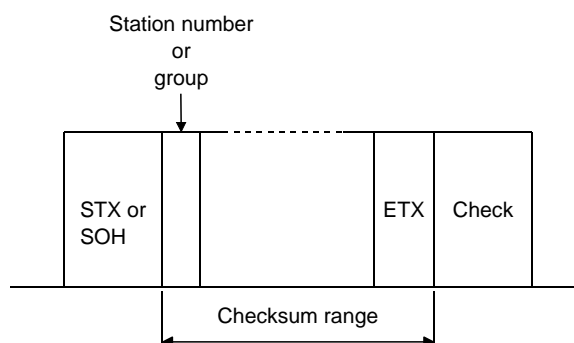 Station number
or
group
STX or
SOH
ETX
Check
Checksum range